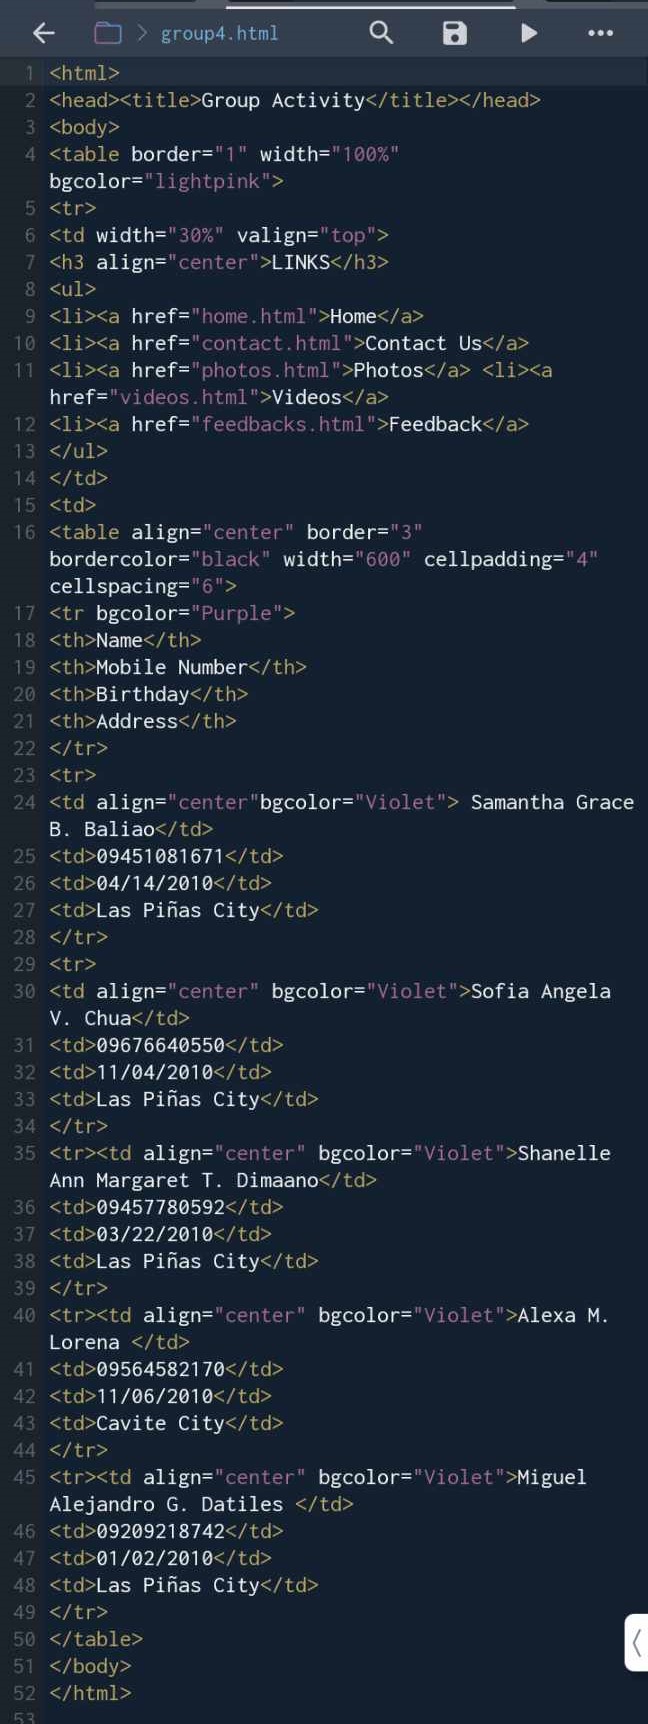 group4.html
1 <html>
2 <head><title>Group Activity</title></head>
3 <body>
4 <table border="1" width="100%"
bgcolor="lightpink">
5 <tr>
6 <td width="30%" valign="top">
7 <h3 align="center">LINKS</h3>
8 <ul>
9 <li><a href="home.html">Home</a>
10 <li><a href="contact.html">Contact Us</a>
11 <li><a href="photos.html">Photos</a> <li><a
href="videos.html">Videos</a>
12 <li><a href="feedbacks.html">Feedback</a>
13 </ul>
14 </td>
15 <td>
16 <table align="center" border="3"
bordercolor="black" width="600" cellpadding="4"
cellspacing="6">
17 <tr bgcolor="Purple">
18 <th>Name</th>
19 <th>Mobile Number</th>
20 <th>Birthday</th>
21 <th>Address</th>
22 </tr>
23 <tr>
24 <td align="center"bgcolor="Violet"> Samantha Grace
B. Baliao</td>
25 <td>09451081671</td>
26 <td>04/14/2010</td>
27 <td>Las Piñas City</td>
28 </tr>
29 <tr>
30 <td align="center" bgcolor="Violet">Sofia Angela
V. Chua</td>
31 <td>09676640550</td>
32 <td>11/04/2010</td>
33 <td>Las Piñas City</td>
34 </tr>
35 <tr><td align="center" bgcolor="Violet">Shanelle
Ann Margaret T. Dimaano</td>
36 <td>09457780592</td>
37 <td>03/22/2010</td>
38 <td>Las Piñas City</td>
39 </tr>
40 <tr><td align="center" bgcolor="Violet">Alexa M.
Lorena </td>
41 <td>09564582170</td>
42 <td>11/06/2010</td>
43 <td>Cavite City</td>
44 </tr>
45 <tr><td align="center" bgcolor="Violet">Miguel
Alejandro G. Datiles </td>
46 <td>09209218742</td>
47 <td>01/02/2010</td>
48 <td>Las Piñas City</td>
49 </tr>
50 </table>
51 </body>
52 </html>
53